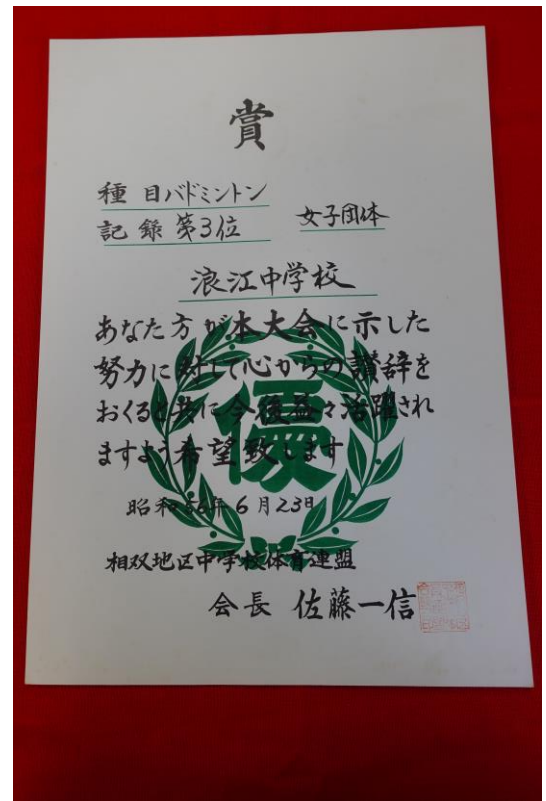 賞
種目バドミントン
記録 第3位 女子団体
浪江中学校
あなた方が本大会に示した
努力に対して心からの讃辞を
おくると共に今後益々活躍され
ますよう希望致します
優
昭和56年6月23日
相双地区中学校体育連盟
会長 佐藤一信